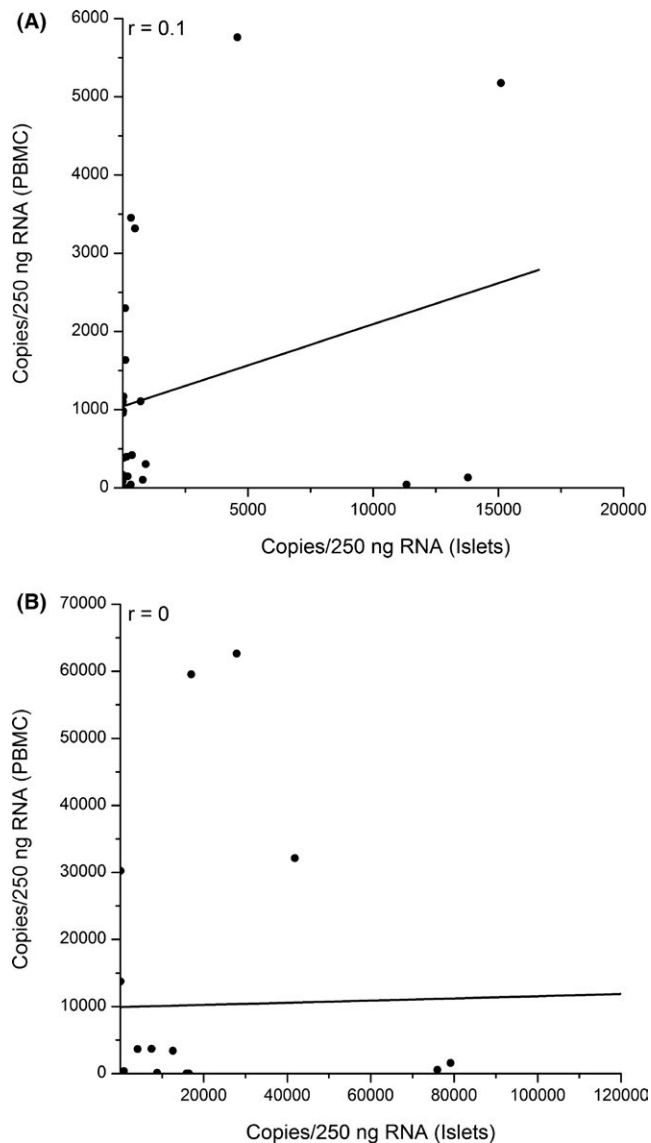 (A)
r = 0.1
6000
5000
4000
3000
2000
1000
0
Copies/250 ng RNA (PBMC)
5000 10000 15000 20000
Copies/250 ng RNA (Islets)
(B)
r = 0
70000
60000
50000
40000
30000
20000
10000
0
Copies/250 ng RNA (PBMC)
20000 40000 60000 80000 100000 120000
Copies/250 ng RNA (Islets)